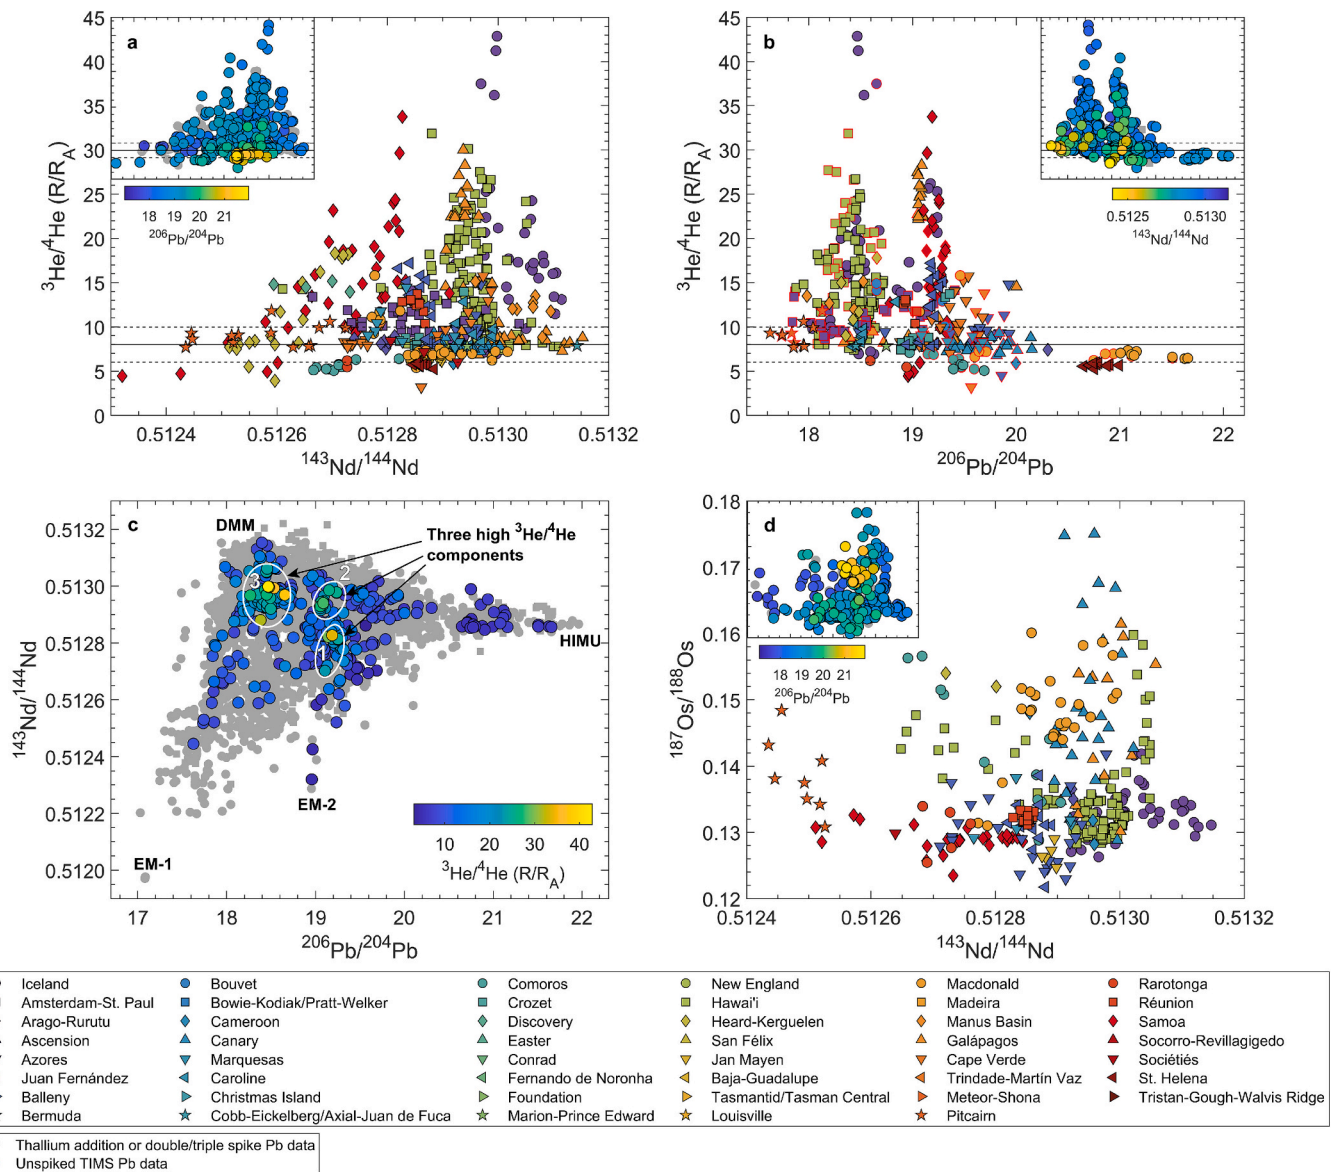 a
45
40
35
30
25
20
15
10
5
0
³He/⁴He (R/R_A)
18 19 20 21
²⁰⁶Pb/²⁰⁴Pb
0.5124 0.5126 0.5128 0.5130 0.5132
¹⁴³Nd/¹⁴⁴Nd
b
45
40
35
30
25
20
15
10
5
0
³He/⁴He (R/R_A)
0.5125 0.5130
¹⁴³Nd/¹⁴⁴Nd
18 19 20 21 22
²⁰⁶Pb/²⁰⁴Pb
c
0.5132
0.5130
0.5128
0.5126
0.5124
0.5122
0.5120
¹⁴³Nd/¹⁴⁴Nd
DMM
Three high ³He/⁴He
components
3
2
1
HIMU
EM-2
EM-1
10 20 30 40
³He/⁴He (R/R_A)
17 18 19 20 21 22
²⁰⁶Pb/²⁰⁴Pb
d
0.18
0.17
0.16
0.15
0.14
0.13
0.12
¹⁸⁷Os/¹⁸⁸Os
18 19 20 21
²⁰⁶Pb/²⁰⁴Pb
0.5124 0.5126 0.5128 0.5130 0.5132
¹⁴³Nd/¹⁴⁴Nd
Iceland Bouvet Comoros New England Macdonald Rarotonga
Amsterdam-St. Paul Bowie-Kodiak/Pratt-Welker Crozet Hawai'i Madeira Réunion
Arago-Rurutu Cameroon Discovery Heard-Kerguelen Manus Basin Samoa
Ascension Canary Easter San Félix Galápagos Socorro-Revillagigedo
Azores Marquesas Conrad Jan Mayen Cape Verde Sociétiés
Juan Fernández Caroline Fernando de Noronha Baja-Guadalupe Trindade-Martín Vaz St. Helena
Balleny Christmas Island Foundation Tasmantid/Tasman Central Meteor-Shona Tristan-Gough-Walvis Ridge
Bermuda Cobb-Eickelberg/Axial-Juan de Fuca Marion-Prince Edward Louisville Pitcairn
Thallium addition or double/triple spike Pb data
Unspiked TIMS Pb data